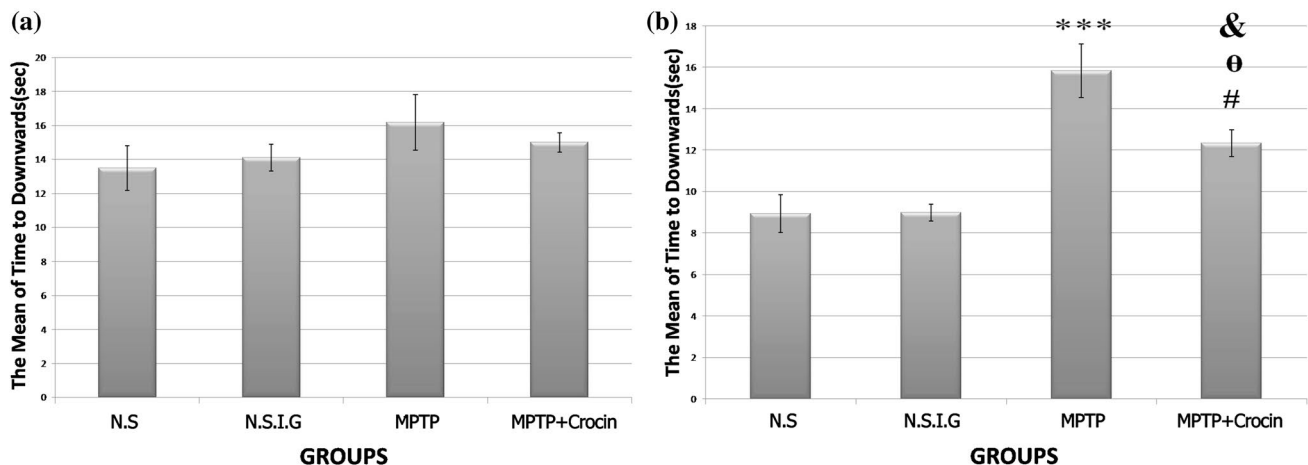 (a)
The Mean of Time to Downwards(sec)
20
18
16
14
12
10
8
6
4
2
0
N.S N.S.I.G MPTP MPTP+Crocin
GROUPS
(b)
The Mean of Time to Downwards(sec)
18
16
14
12
10
8
6
4
2
0
***
&
θ
#
N.S N.S.I.G MPTP MPTP+Crocin
GROUPS